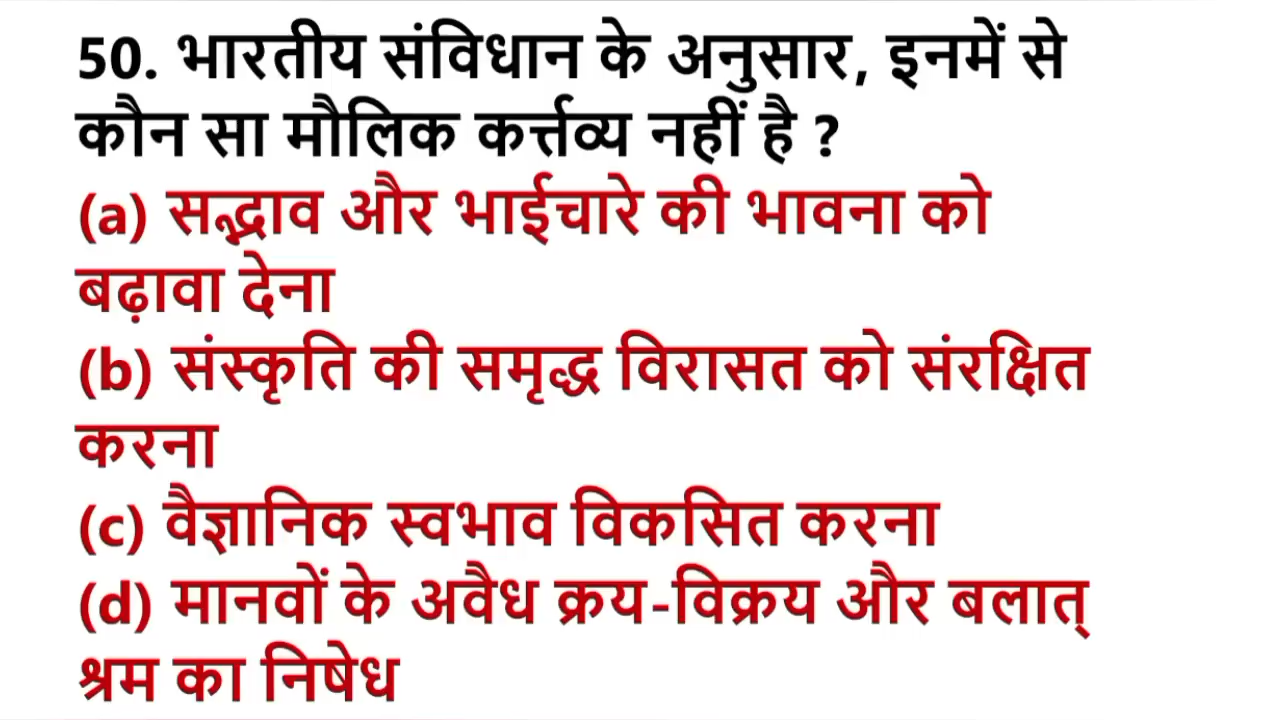 50. भारतीय संविधान के अनुसार, इनमें से
कौन सा मौलिक कर्त्तव्य नहीं है ?
(a) सद्भाव और भाईचारे की भावना को
बढ़ावा देना
(b) संस्कृति की समृद्ध विरासत को संरक्षित
करना
(c) वैज्ञानिक स्वभाव विकसित करना
(d) मानवों के अवैध क्रय-विक्रय और बलात्
श्रम का निषेध